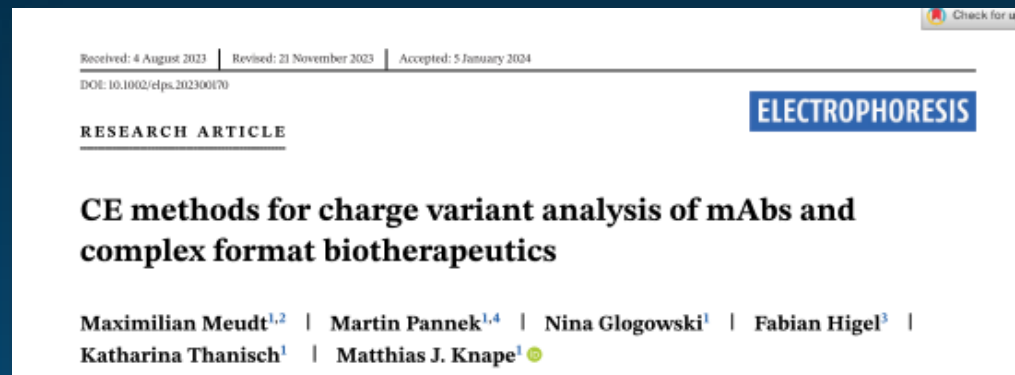 Check for u
Received: 4 August 2023 | Revised: 21 November 2023 | Accepted: 5 January 2024
DOI: 10.1002/elps.202300170
ELECTROPHORESIS
RESEARCH ARTICLE
CE methods for charge variant analysis of mAbs and
complex format biotherapeutics
Maximilian Meudt1,2 | Martin Pannek1,4 | Nina Glogowski1 | Fabian Higel3 |
Katharina Thanisch1 | Matthias J. Knape1